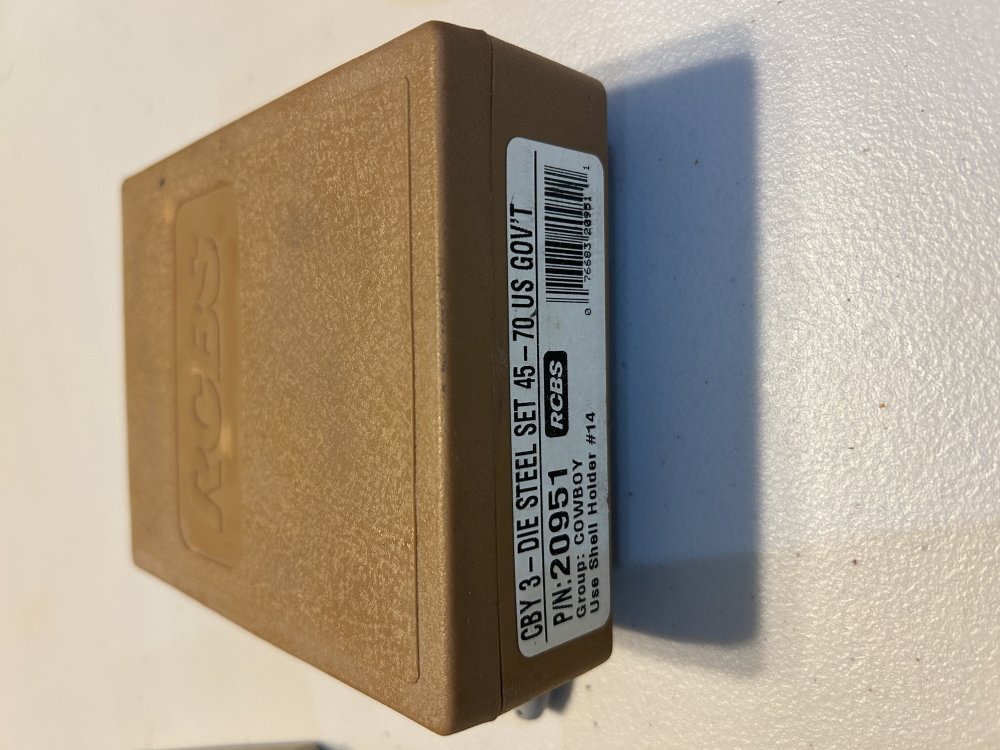 RCBS
CBY 3-DIE STEEL SET 45-70 US GOV'T
P/N:20951 RCBS
Group: COWBOY
Use Shell Holder #14
0 76683 20951 1